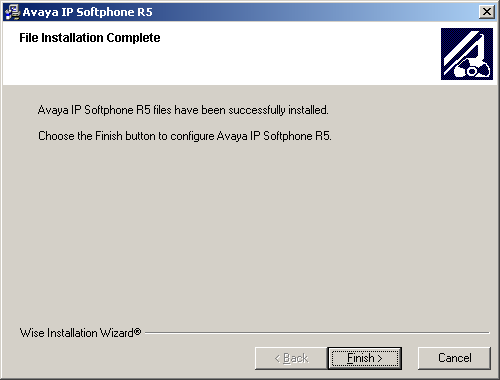 Avaya IP Softphone R5
File Installation Complete
Avaya IP Softphone R5 files have been successfully installed.
Choose the Finish button to configure Avaya IP Softphone R5.
Wise Installation Wizard®
< Back
Finish >
Cancel